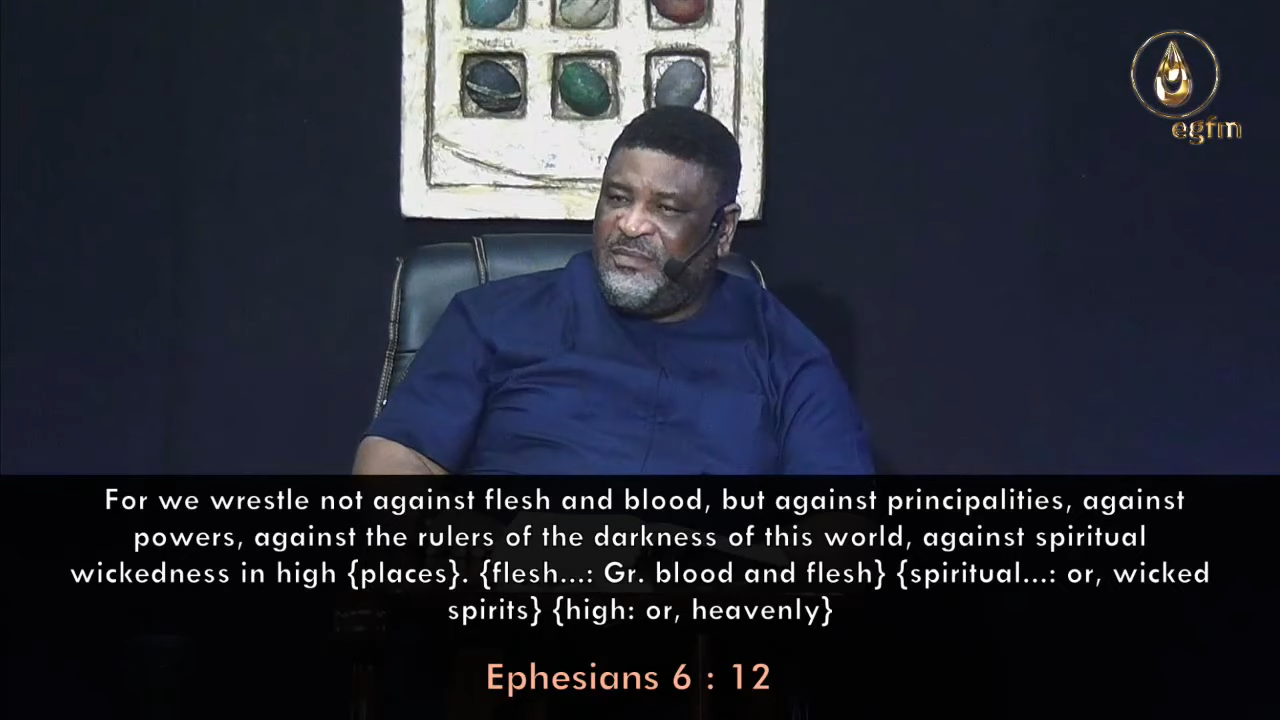 egfm
For we wrestle not against flesh and blood, but against principalities, against
powers, against the rulers of the darkness of this world, against spiritual
wickedness in high {places}. {flesh...: Gr. blood and flesh} {spiritual...: or, wicked
spirits} {high: or, heavenly}
Ephesians 6 : 12